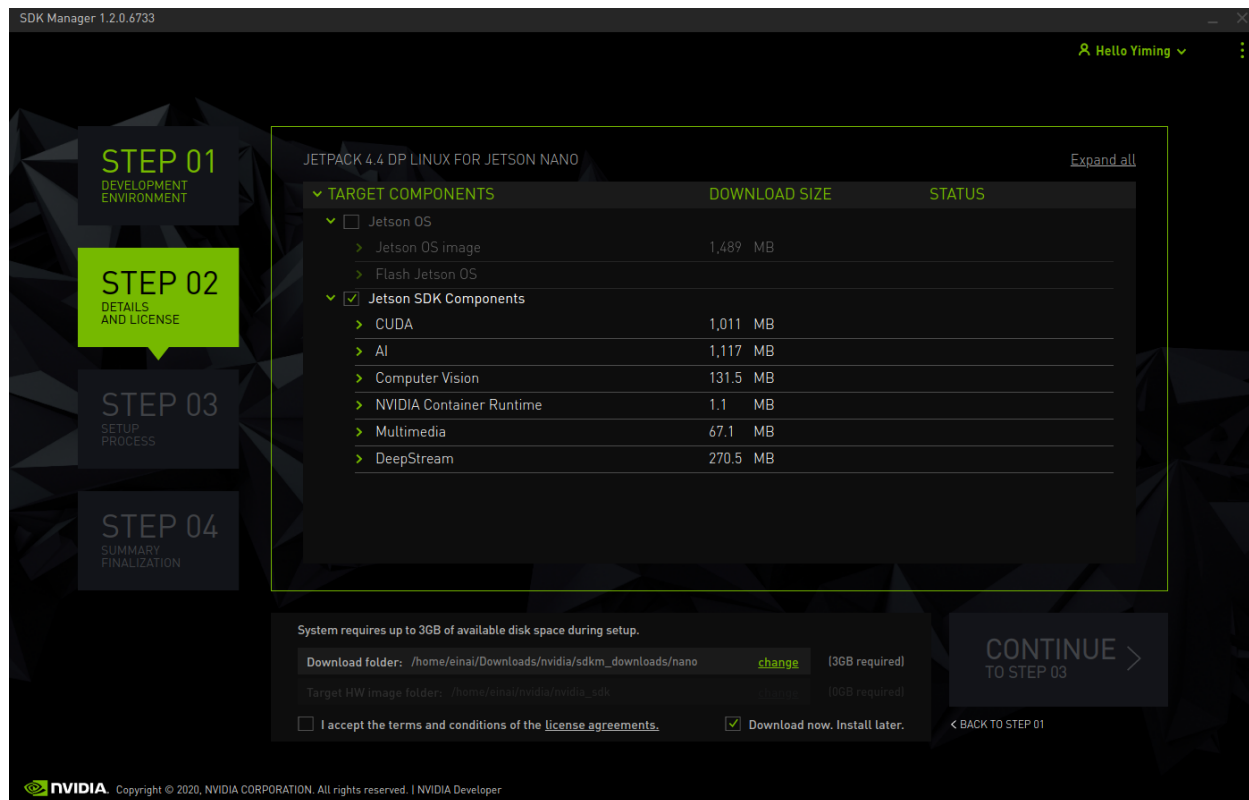 SDK Manager 1.2.0.6733
Hello Yiming
STEP 01
DEVELOPMENT
ENVIRONMENT
STEP 02
DETAILS
AND LICENSE
STEP 03
SETUP
PROCESS
STEP 04
SUMMARY
FINALIZATION
JETPACK 4.4 DP LINUX FOR JETSON NANO Expand all
TARGET COMPONENTS DOWNLOAD SIZE STATUS
Jetson OS
Jetson OS image 1,489 MB
Flash Jetson OS
Jetson SDK Components
CUDA 1,011 MB
AI 1,117 MB
Computer Vision 131.5 MB
NVIDIA Container Runtime 1.1 MB
Multimedia 67.1 MB
DeepStream 270.5 MB
System requires up to 3GB of available disk space during setup.
Download folder: /home/einai/Downloads/nvidia/sdkm_downloads/nano change (3GB required)
Target HW image folder: /home/einai/nvidia/nvidia_sdk change (0GB required)
I accept the terms and conditions of the license agreements. Download now. Install later.
CONTINUE
TO STEP 03
< BACK TO STEP 01
NVIDIA. Copyright © 2020, NVIDIA CORPORATION. All rights reserved. | NVIDIA Developer